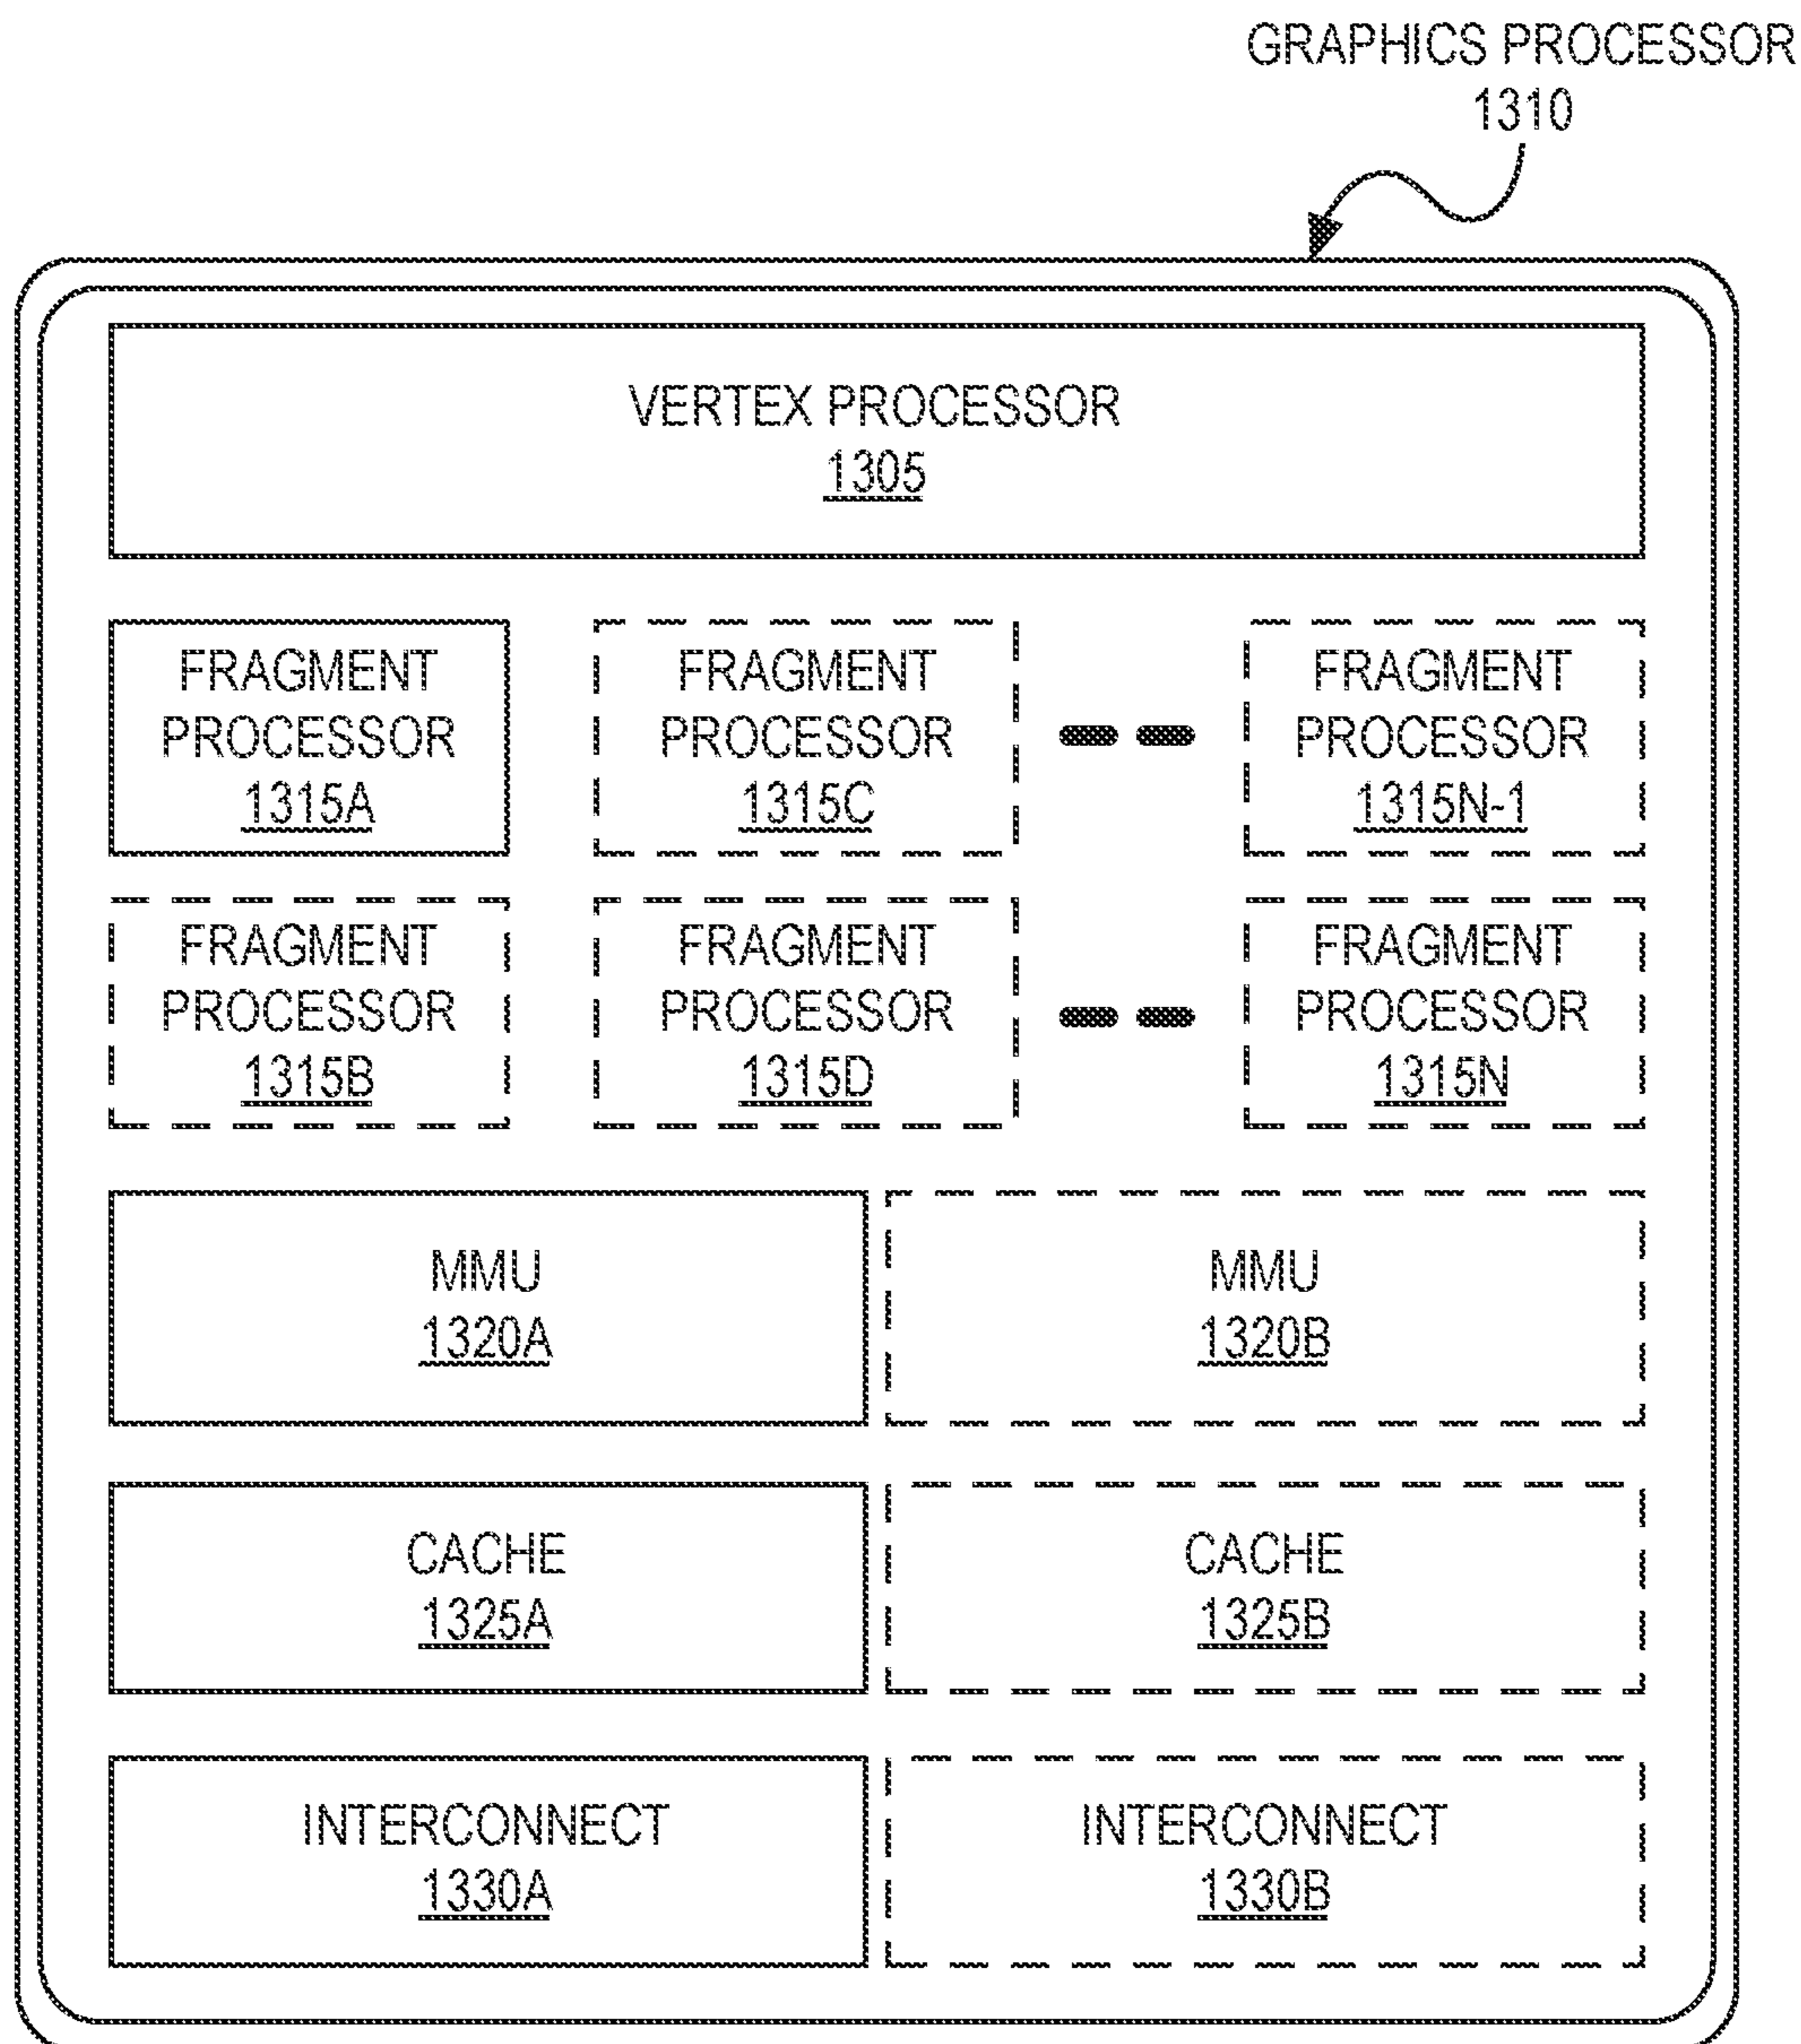 GRAPHICS PROCESSOR
1310
VERTEX PROCESSOR
1305
FRAGMENT
PROCESSOR
1315A
FRAGMENT
PROCESSOR
1315C
FRAGMENT
PROCESSOR
1315N-1
FRAGMENT
PROCESSOR
1315B
FRAGMENT
PROCESSOR
1315D
FRAGMENT
PROCESSOR
1315N
MMU
1320A
MMU
1320B
CACHE
1325A
CACHE
1325B
INTERCONNECT
1330A
INTERCONNECT
1330B